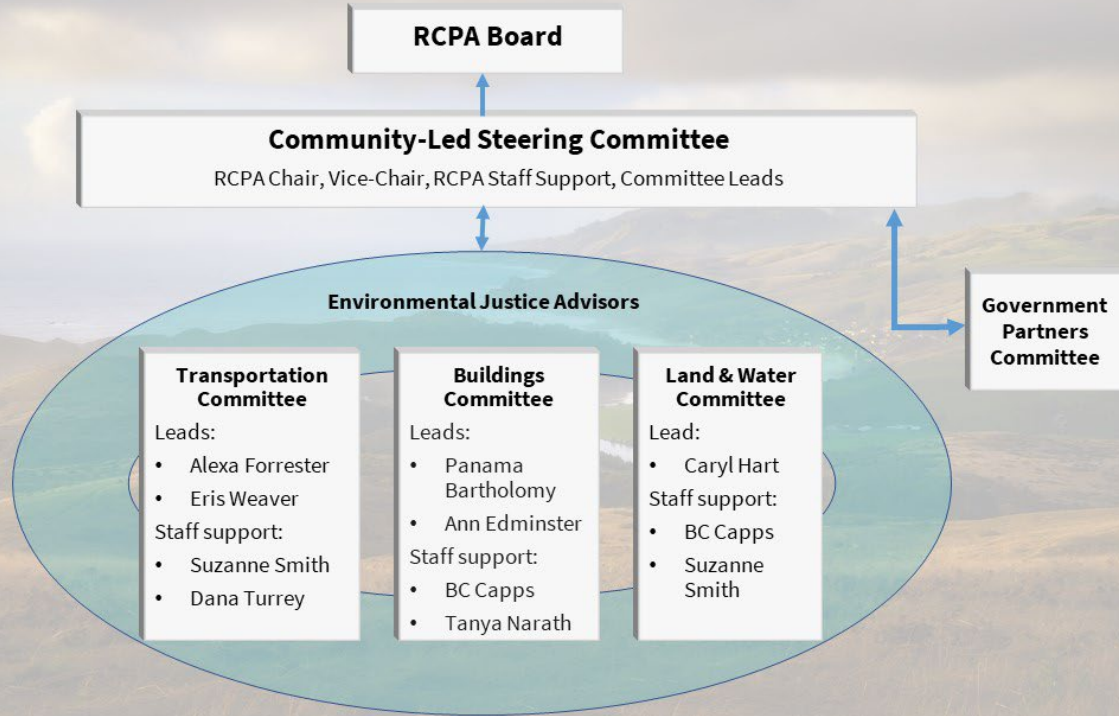 RCPA Board
Community-Led Steering Committee
RCPA Chair, Vice-Chair, RCPA Staff Support, Committee Leads
Environmental Justice Advisors
Government
Partners
Committee
Transportation
Committee
Leads:
• Alexa Forrester
• Eris Weaver
Staff support:
• Suzanne Smith
• Dana Turrey
Buildings
Committee
Leads:
• Panama
Bartholomy
• Ann Edminster
Staff support:
• BC Capps
• Tanya Narath
Land & Water
Committee
Lead:
• Caryl Hart
Staff support:
• BC Capps
• Suzanne
Smith